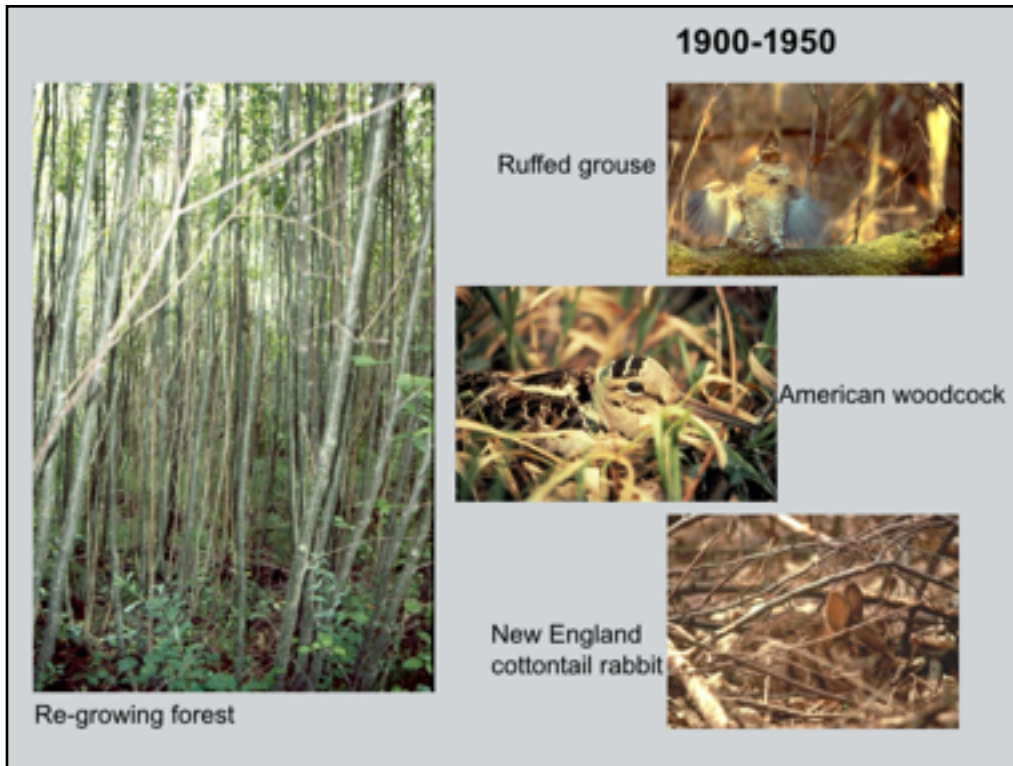 1900-1950
Ruffed grouse
American woodcock
New England
cottontail rabbit
Re-growing forest